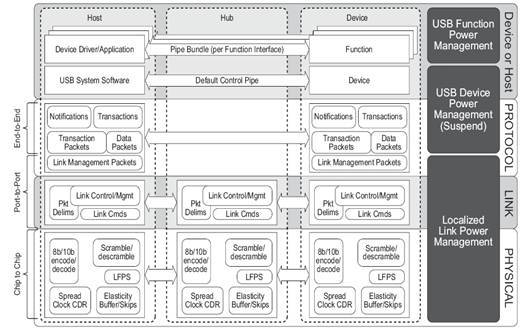 Host
Hub
Device
Device Driver/Application
Pipe Bundle (per Function Interface)
Function
USB System Software
Default Control Pipe
Device
Notifications
Transactions
Transaction
Packets
Data
Packets
Link Management Packets
Notifications
Transactions
Transaction
Packets
Data
Packets
Link Management Packets
Pkt
Delims
Link Control/Mgmt
Link Cmds
Pkt
Delims
Link Control/Mgmt
Link Cmds
Pkt
Delims
Link Control/Mgmt
Link Cmds
8b/10b
encode/
decode
Scramble/
descramble
LFPS
Spread
Clock CDR
Elasticity
Buffer/Skips
8b/10b
encode/
decode
Scramble/
descramble
LFPS
Spread
Clock CDR
Elasticity
Buffer/Skips
8b/10b
encode/
decode
Scramble/
descramble
LFPS
Spread
Clock CDR
Elasticity
Buffer/Skips
End-to-End
Port-to-Port
Chip to Chip
USB Function
Power
Management
USB Device
Power
Management
(Suspend)
Localized
Link Power
Management
Device or Host
PROTOCOL
LINK
PHYSICAL